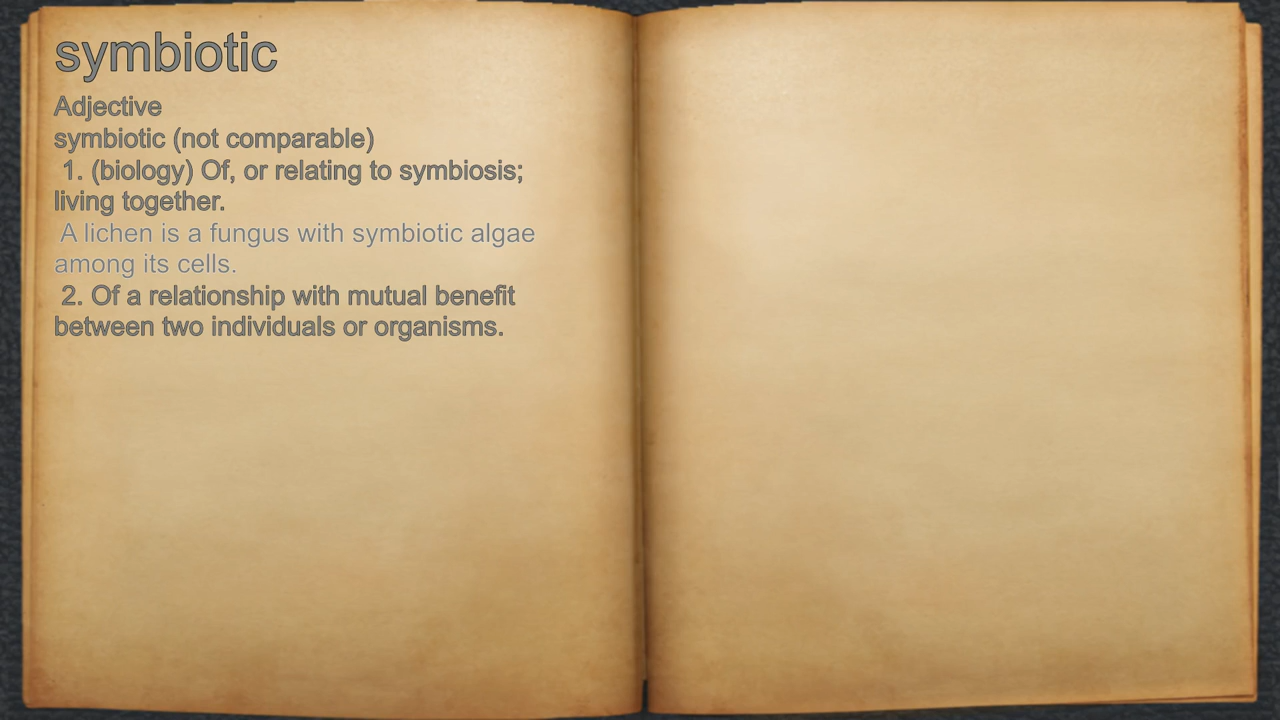 symbiotic
Adjective
symbiotic (not comparable)
1. (biology) Of, or relating to symbiosis;
living together.
A lichen is a fungus with symbiotic algae
among its cells.
2. Of a relationship with mutual benefit
between two individuals or organisms.